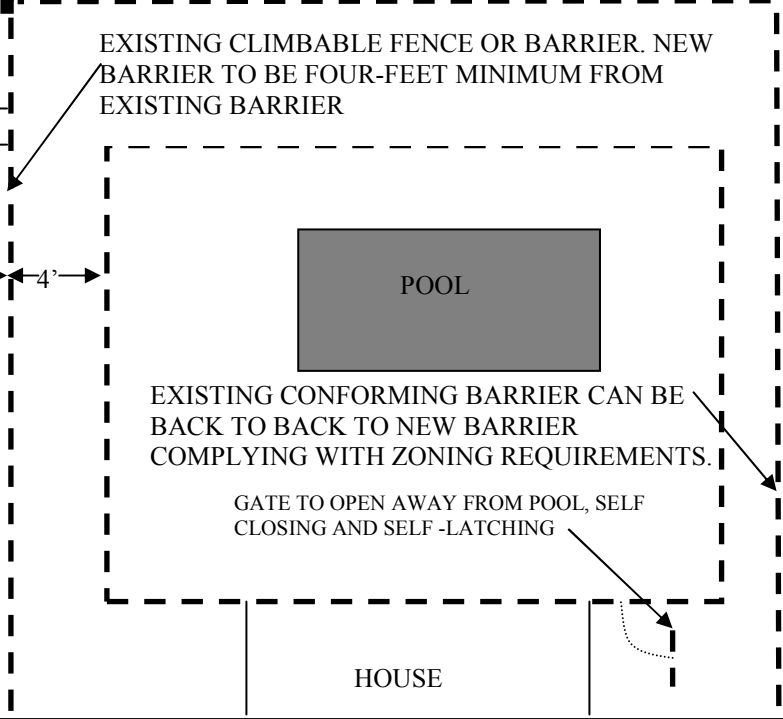 EXISTING CLIMBABLE FENCE OR BARRIER. NEW
BARRIER TO BE FOUR-FEET MINIMUM FROM
EXISTING BARRIER
4’
POOL
EXISTING CONFORMING BARRIER CAN BE
BACK TO BACK TO NEW BARRIER
COMPLYING WITH ZONING REQUIREMENTS.
GATE TO OPEN AWAY FROM POOL, SELF
CLOSING AND SELF -LATCHING
HOUSE